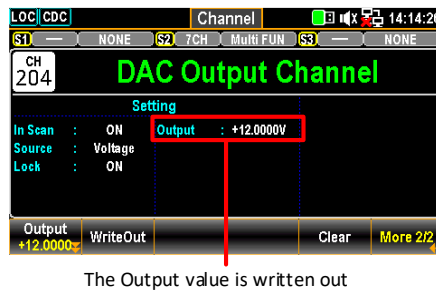 LOC CDC Channel 14:14:20
S1 — NONE S2 7CH Multi FUN S3 — NONE
CH 204 DAC Output Channel
Setting
In Scan : ON Output : +12.0000V
Source : Voltage
Lock : ON
Output +12.0000 WriteOut Clear More 2/2
The Output value is written out